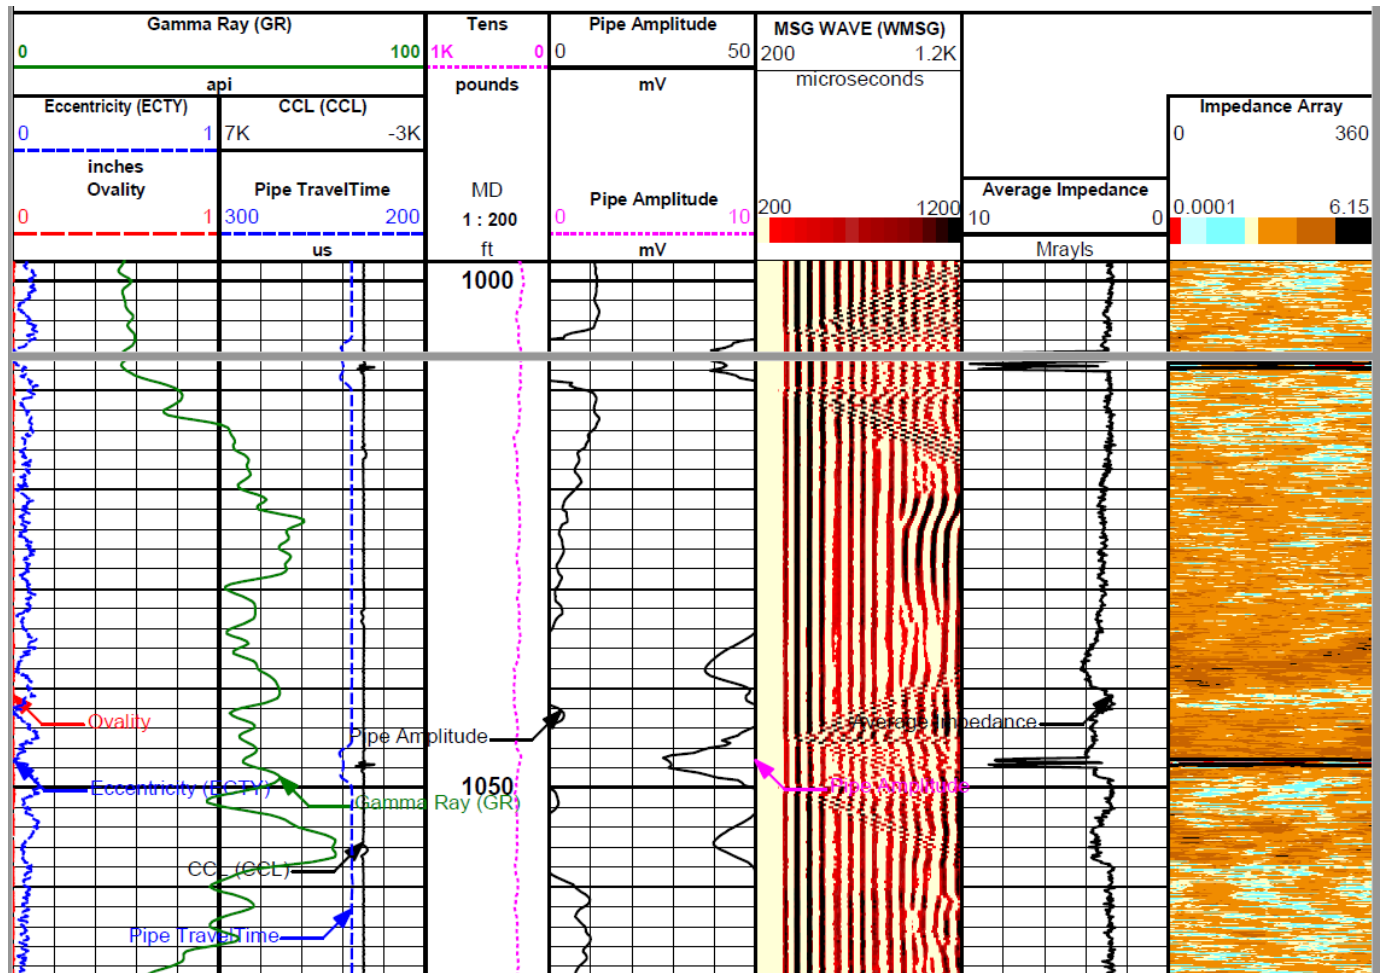 Gamma Ray (GR)
0 100
api
Eccentricity (ECTY)
0 1
inches
Ovality
0 1
CCL (CCL)
7K -3K
Pipe TravelTime
300 200
us
Tens
1K 0
pounds
MD
1 : 200
ft
Pipe Amplitude
0 50
mV
Pipe Amplitude
0 10
mV
MSG WAVE (WMSG)
200 1.2K
microseconds
200 1200
Average Impedance
10 0
Mrayls
Impedance Array
0 360
0.0001 6.15
1000
Ovality
Pipe Amplitude
Average Impedance
Eccentricity (ECTY)
1050
Pipe Amplitude
Gamma Ray (GR)
CCL (CCL)
Pipe TravelTime